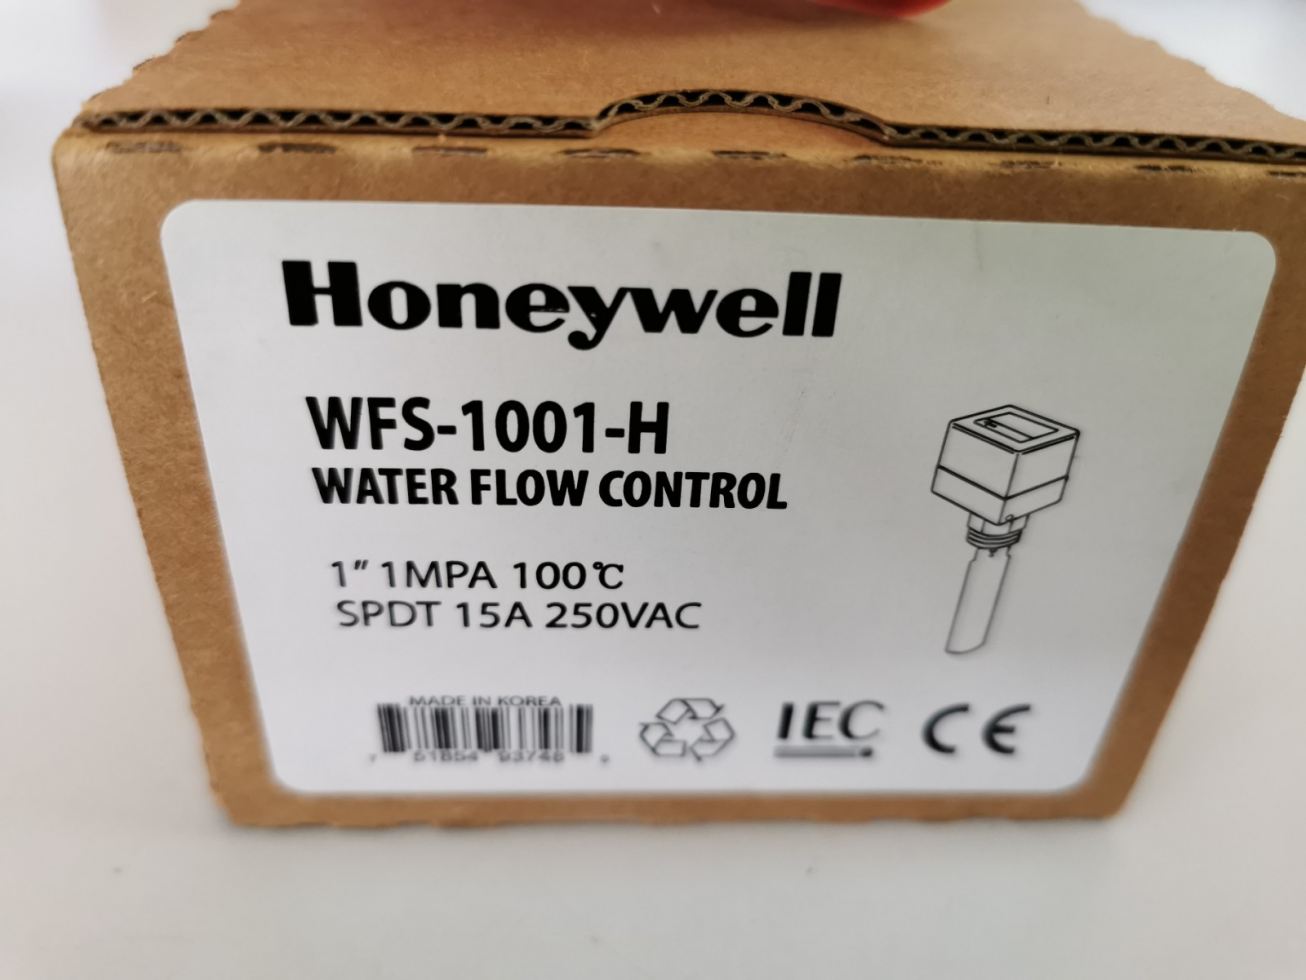 Honeywell
WFS-1001-H
WATER FLOW CONTROL
1" 1MPA 100℃
SPDT 15A 250VAC
MADE IN KOREA
IEC
CE